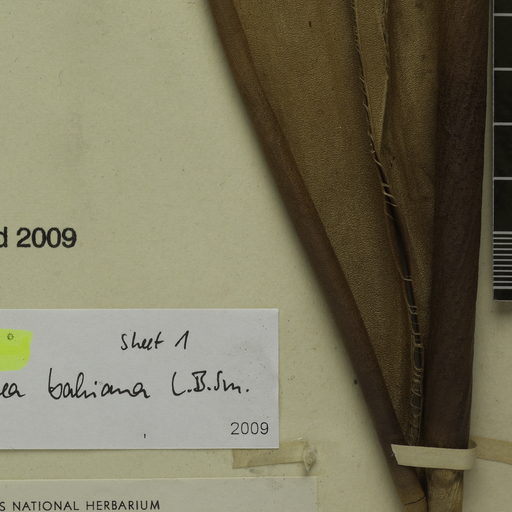 d 2009
Sheet 1
ea bahiana L.B.Sm.
2009
S NATIONAL HERBARIUM